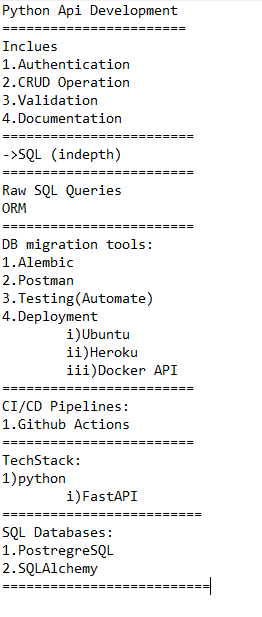 Python Api Development
=======================
Inclues
1.Authentication
2.CRUD Operation
3.Validation
4.Documentation
========================
->SQL (indepth)
========================
Raw SQL Queries
ORM
========================
DB migration tools:
1.Alembic
2.Postman
3.Testing(Automate)
4.Deployment
        i)Ubuntu
        ii)Heroku
        iii)Docker API
========================
CI/CD Pipelines:
1.Github Actions
========================
TechStack:
1)python
        i)FastAPI
=========================
SQL Databases:
1.PostregreSQL
2.SQLAlchemy
==========================